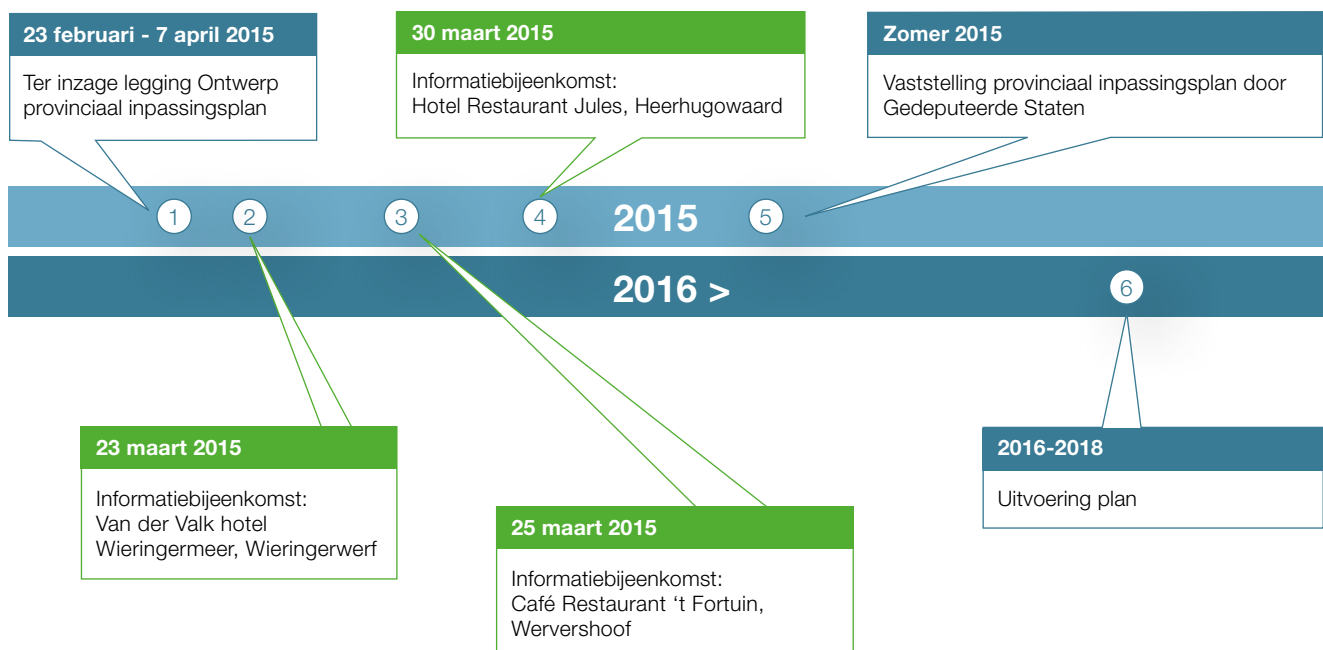 23 februari - 7 april 2015
Ter inzage legging Ontwerp
provinciaal inpassingsplan
30 maart 2015
Informatiebijeenkomst:
Hotel Restaurant Jules, Heerhugowaard
Zomer 2015
Vaststelling provinciaal inpassingsplan door
Gedeputeerde Staten
1
2
3
4
2015
5
2016 >
6
23 maart 2015
Informatiebijeenkomst:
Van der Valk hotel
Wieringermeer, Wieringerwerf
25 maart 2015
Informatiebijeenkomst:
Café Restaurant ‘t Fortuin,
Wervershoof
2016-2018
Uitvoering plan